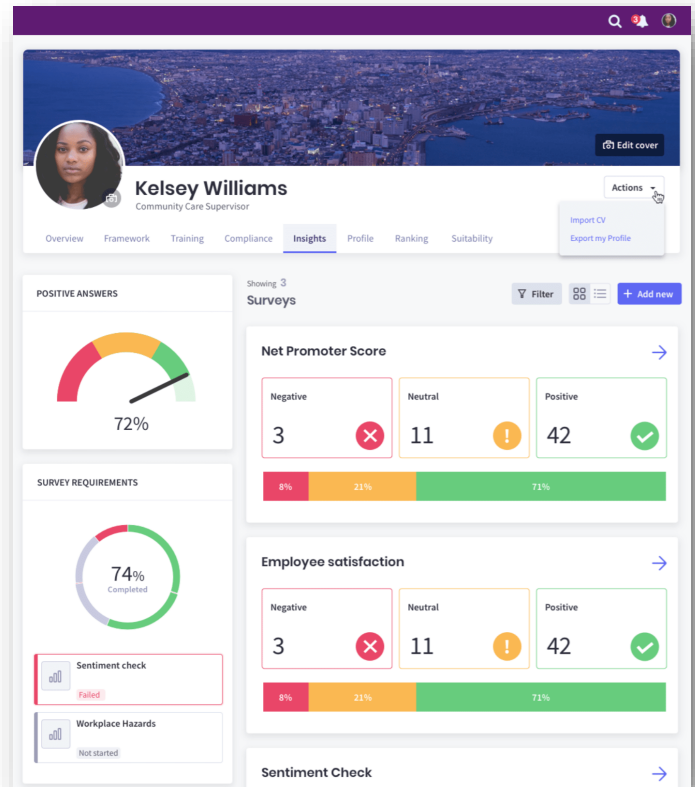 3
Edit cover
Kelsey Williams
Community Care Supervisor
Actions
Import CV
Export my Profile
Overview Framework Training Compliance Insights Profile Ranking Suitability
POSITIVE ANSWERS
72%
SURVEY REQUIREMENTS
74%
Completed
Sentiment check
Failed
Workplace Hazards
Not started
Showing 3
Surveys
Filter
+ Add new
Net Promoter Score
Negative Neutral Positive
3 11 42
8% 21% 71%
Employee satisfaction
Negative Neutral Positive
3 11 42
8% 21% 71%
Sentiment Check